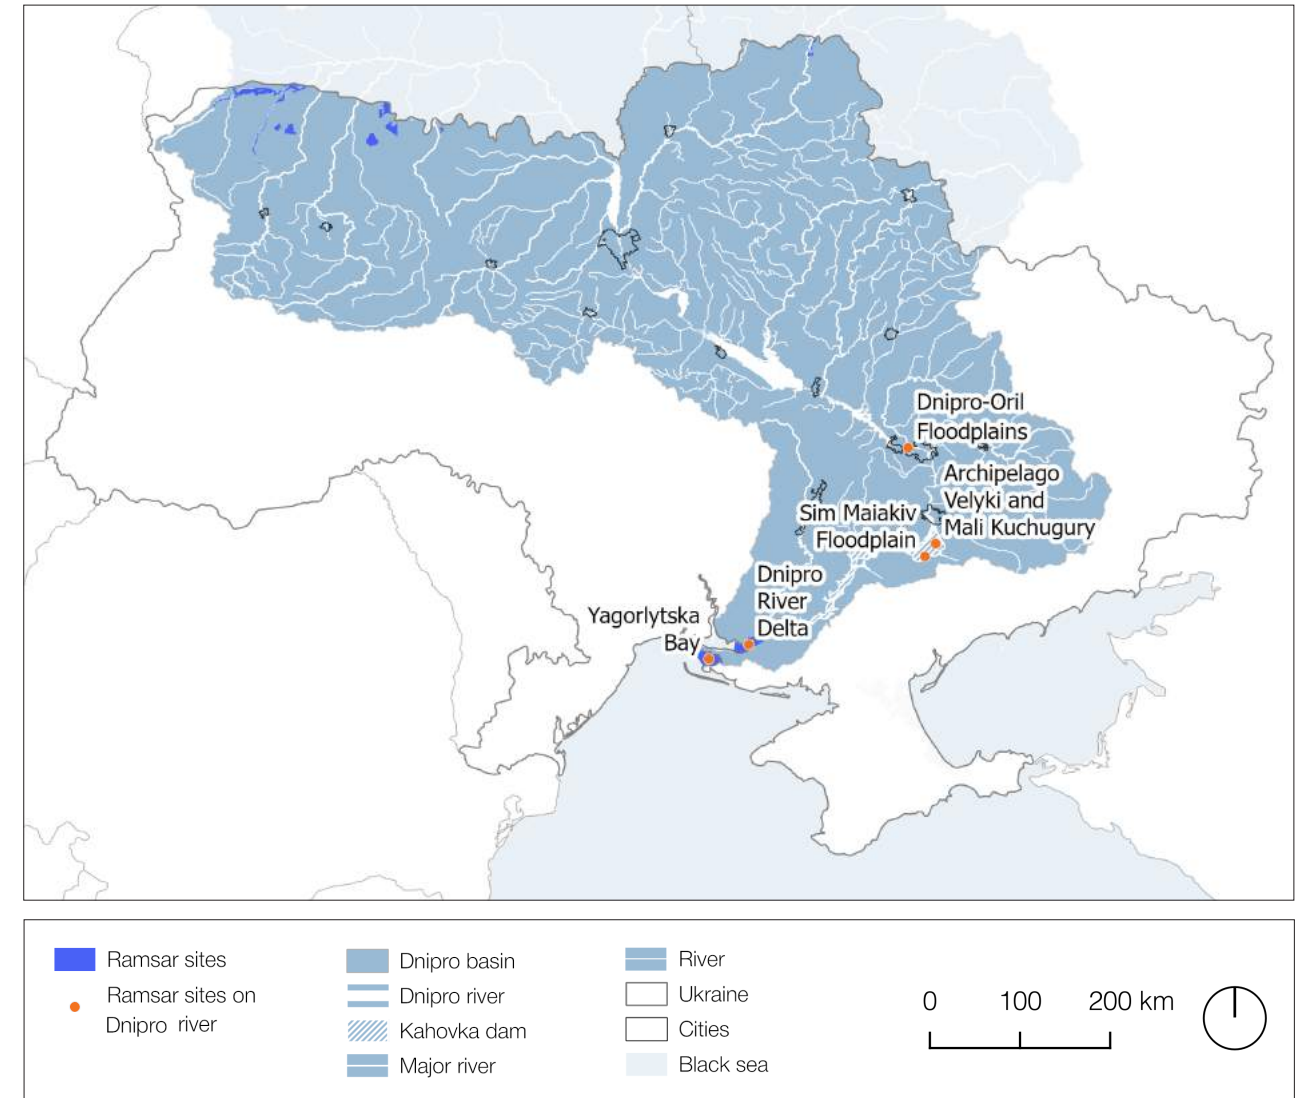 Dnipro-Oril
Floodplains
Archipelago
Velyki and
Mali Kuchugury
Sim Maiakiv
Floodplain
Dnipro
River
Delta
Yagorlytska
Bay
Ramsar sites
Ramsar sites on
Dnipro river
Dnipro basin
Dnipro river
Kahovka dam
Major river
River
Ukraine
Cities
Black sea
0 100 200 km